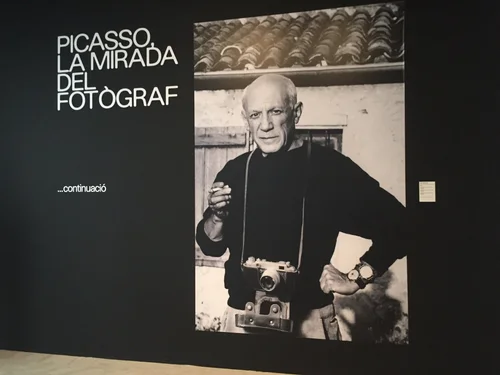 PICASSO,
LA MIRADA
DEL
FOTÒGRAF
...continuació